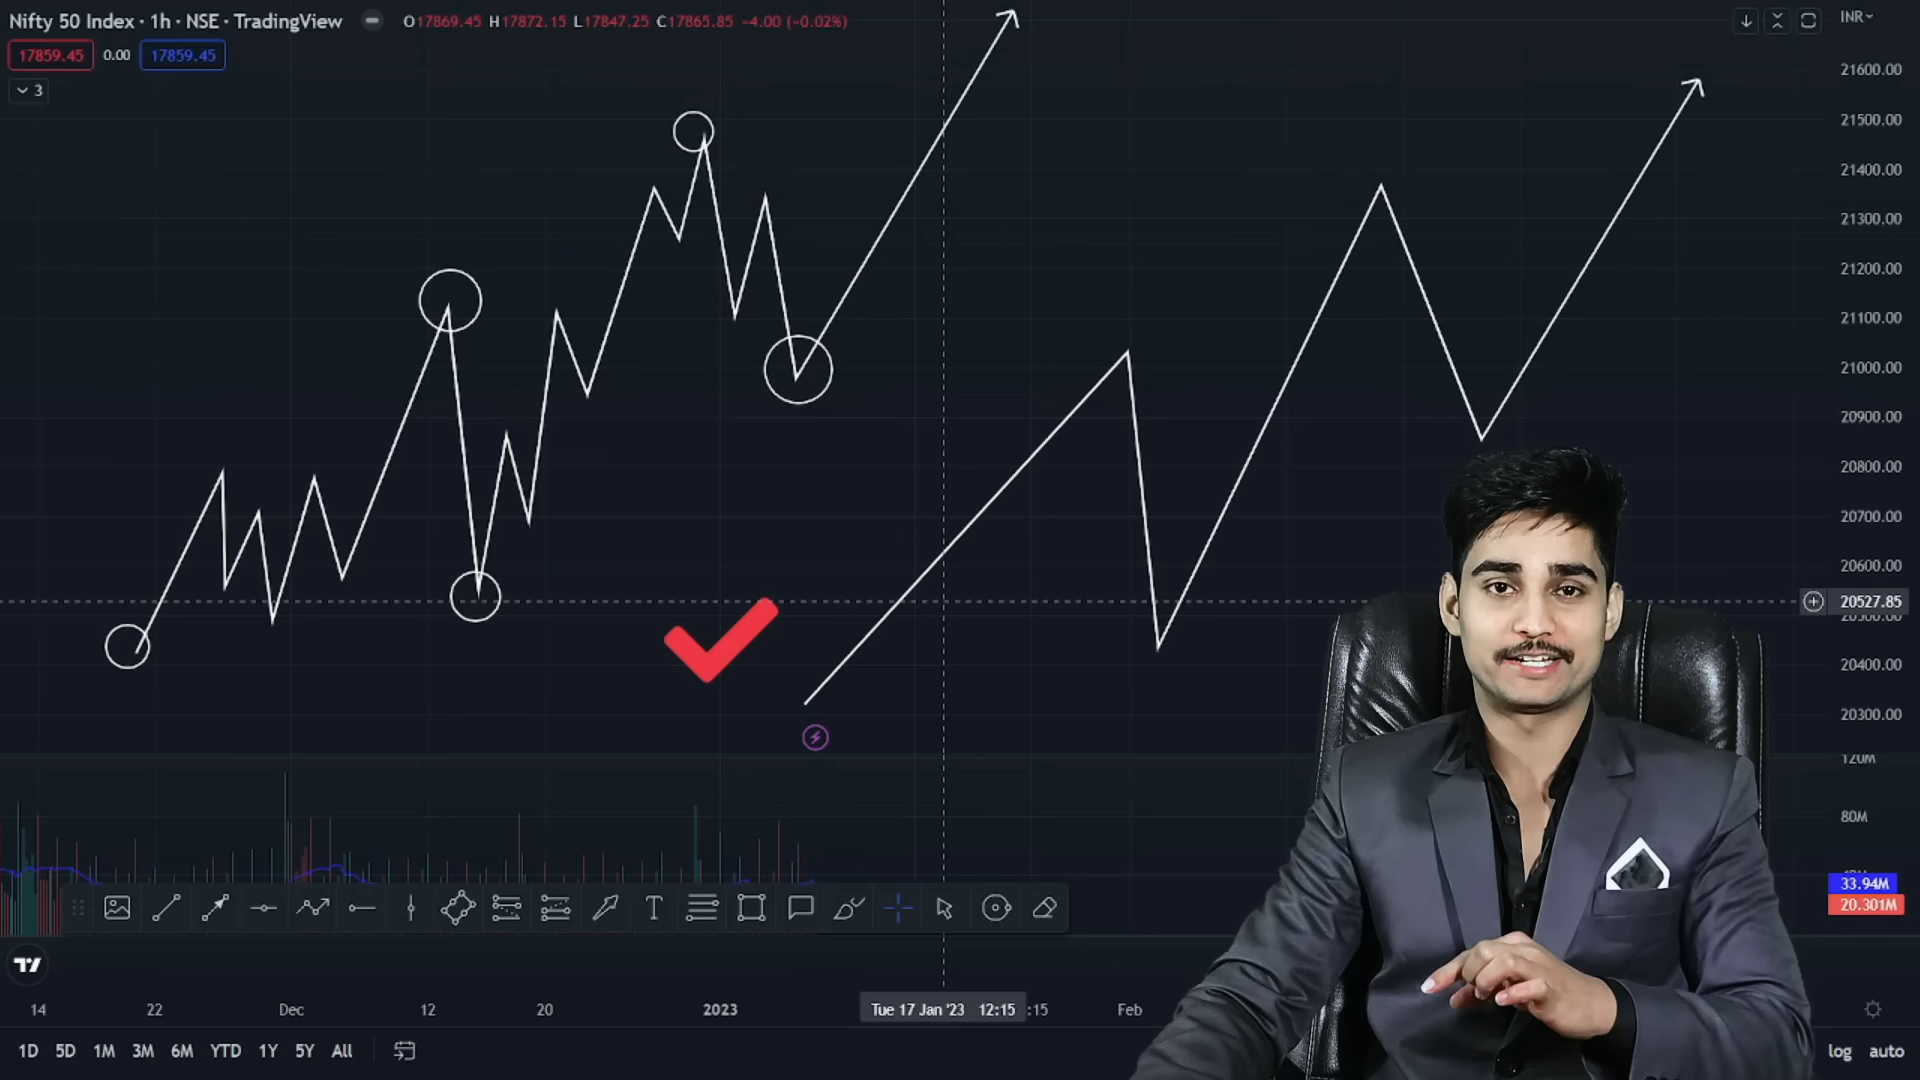 Nifty 50 Index · 1h · NSE · TradingView
O17869.45 H17872.15 L17847.25 C17865.85 -4.00 (-0.02%)
INR
17859.45 0.00 17859.45
3
21600.00
21500.00
21400.00
21300.00
21200.00
21100.00
21000.00
20900.00
20800.00
20700.00
20600.00
20527.85
20500.00
20400.00
20300.00
120M
80M
33.94M
20.301M
T
14 22 Dec 12 20 2023 Tue 17 Jan '23 12:15 :15 Feb
1D 5D 1M 3M 6M YTD 1Y 5Y All
log auto